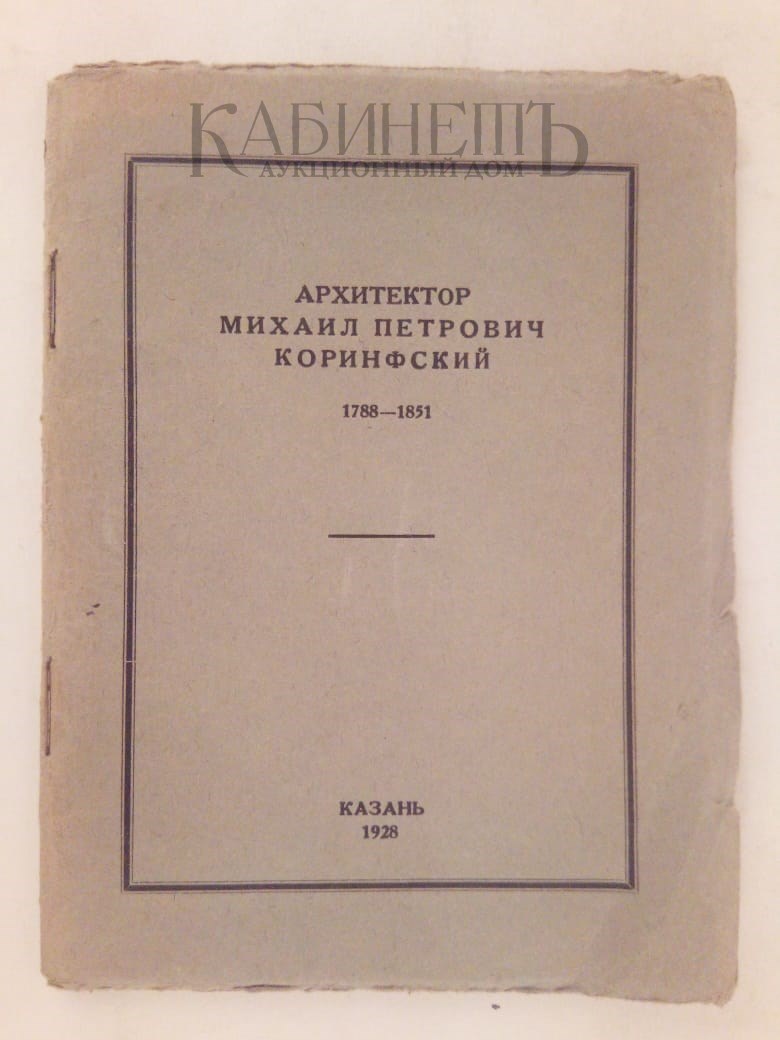 КАБИНЕТЪ
АУКЦИОННЫЙ ДОМ
АРХИТЕКТОР
МИХАИЛ ПЕТРОВИЧ
КОРИНФСКИЙ
1788—1851
КАЗАНЬ
1928